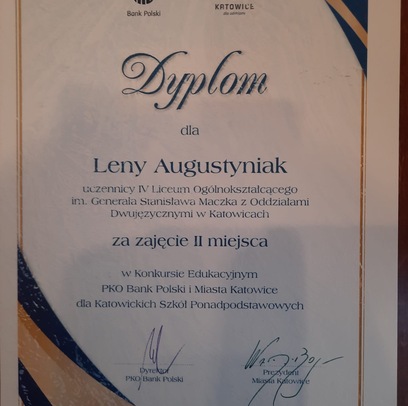 Bank Polski
KATOWICE
dla odmiany
Dyplom
dla
Leny Augustyniak
uczennicy IV Liceum Ogólnokształcącego
im. Generała Stanisława Maczka z Oddziałami
Dwujęzycznymi w Katowicach
za zajęcie II miejsca
w Konkursie Edukacyjnym
PKO Bank Polski i Miasta Katowice
dla Katowickich Szkół Ponadpodstawowych
Dyrektor
PKO Bank Polski
Prezydent
Miasta Katowice